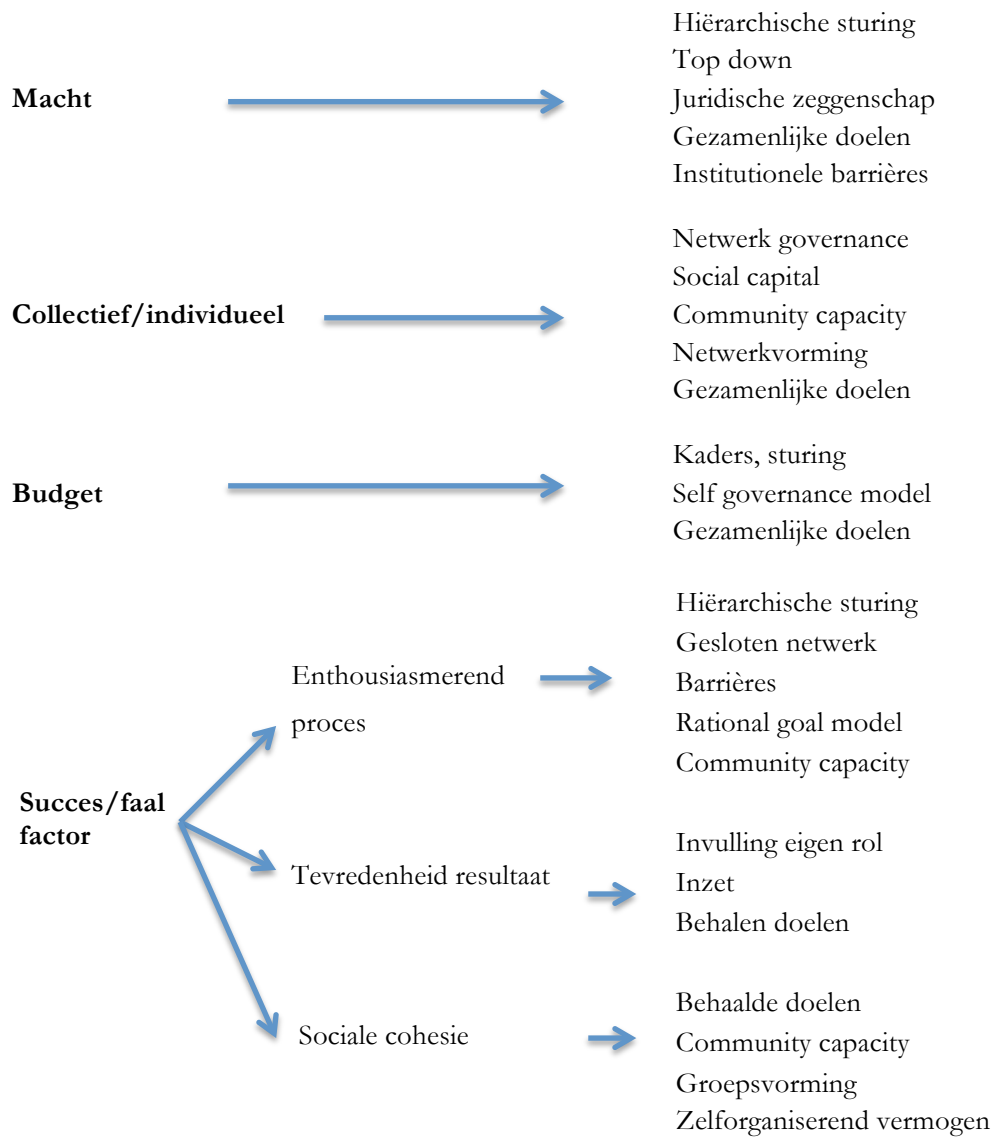 Macht
Hiërarchische sturing
Top down
Juridische zeggenschap
Gezamenlijke doelen
Institutionele barrières
Collectief/individueel
Netwerk governance
Social capital
Community capacity
Netwerkvorming
Gezamenlijke doelen
Budget
Kaders, sturing
Self governance model
Gezamenlijke doelen
Succes/faal
factor
Enthousiasmerend
proces
Hiërarchische sturing
Gesloten netwerk
Barrières
Rational goal model
Community capacity
Tevredenheid resultaat
Invulling eigen rol
Inzet
Behalen doelen
Sociale cohesie
Behaalde doelen
Community capacity
Groepsvorming
Zelforganiserend vermogen